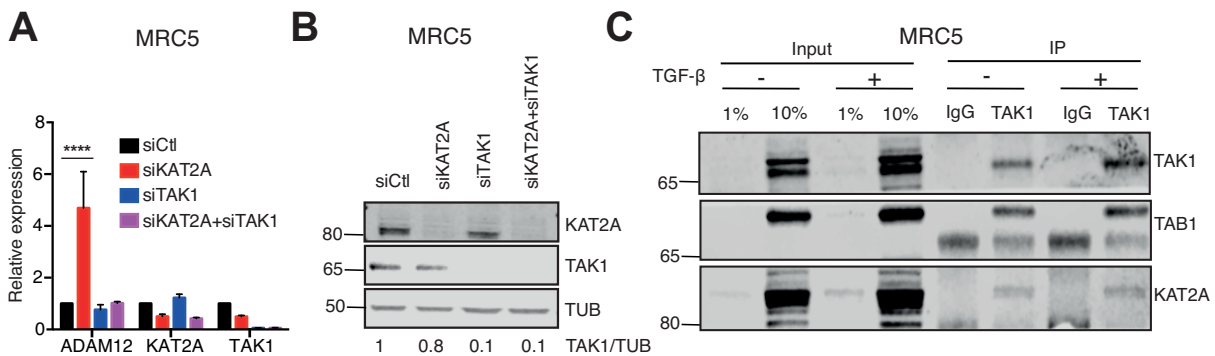 A
MRC5
Relative expression
8
6
4
2
0
siCtl
siKAT2A
siTAK1
siKAT2A+siTAK1
****
ADAM12 KAT2A TAK1
B
MRC5
siCtl
siKAT2A
siTAK1
siKAT2A+siTAK1
80
KAT2A
65
TAK1
50
TUB
1 0.8 0.1 0.1 TAK1/TUB
C
MRC5
Input IP
TGF-β - + - +
1% 10% 1% 10% IgG TAK1 IgG TAK1
65
TAK1
65
TAB1
80
KAT2A